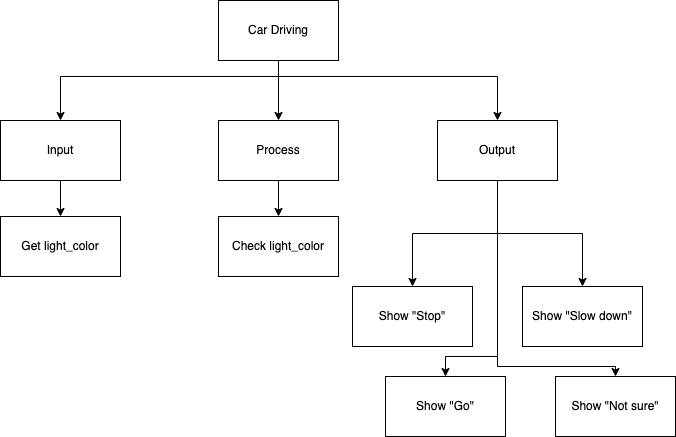 Car Driving
Input
Process
Output
Get light_color
Check light_color
Show "Stop"
Show "Slow down"
Show "Go"
Show "Not sure"